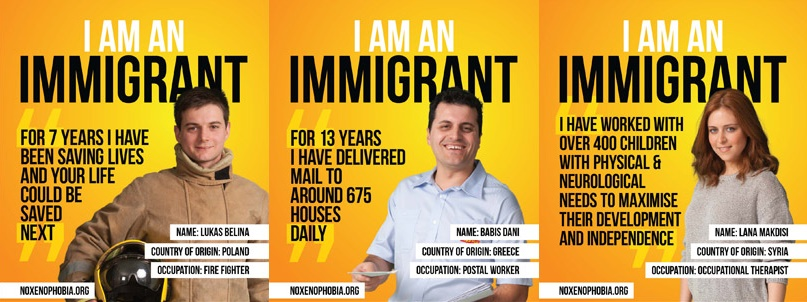 I AM AN
IMMIGRANT
FOR 7 YEARS I HAVE
BEEN SAVING LIVES
AND YOUR LIFE
COULD BE
SAVED
NEXT
NAME: LUKAS BELINA
COUNTRY OF ORIGIN: POLAND
OCCUPATION: FIRE FIGHTER
NOXENOPHOBIA.ORG
I AM AN
IMMIGRANT
FOR 13 YEARS
I HAVE DELIVERED
MAIL TO
AROUND 675
HOUSES
DAILY
NAME: BABIS DANI
COUNTRY OF ORIGIN: GREECE
OCCUPATION: POSTAL WORKER
NOXENOPHOBIA.ORG
I AM AN
IMMIGRANT
I HAVE WORKED WITH
OVER 400 CHILDREN
WITH PHYSICAL &
NEUROLOGICAL
NEEDS TO MAXIMISE
THEIR DEVELOPMENT
AND INDEPENDENCE
NAME: LANA MAKDISI
COUNTRY OF ORIGIN: SYRIA
OCCUPATION: OCCUPATIONAL THERAPIST
NOXENOPHOBIA.ORG